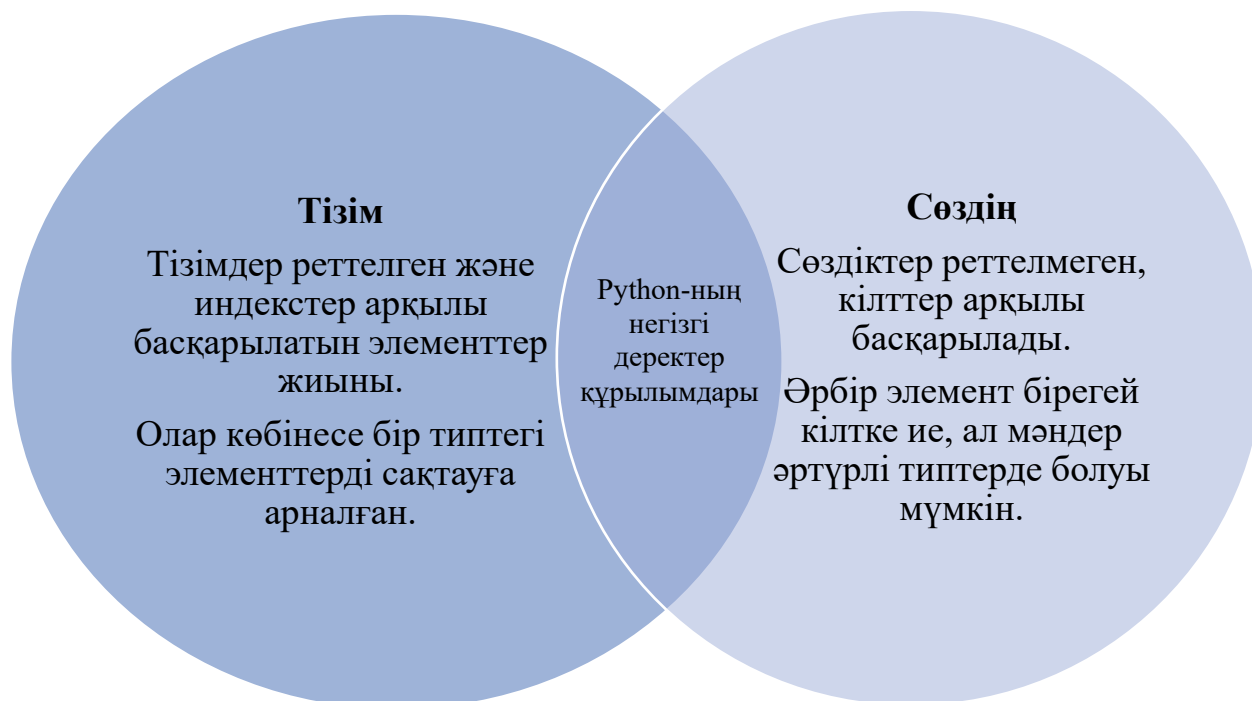 Тізім
Тізімдер реттелген және
индекстер арқылы
басқарылатын элементтер
жиыны.
Олар көбінесе бір типтегі
элементтерді сақтауға
арналған.
Python-ның
негізгі
деректер
құрылымдары
Сөздің
Сөздіктер реттелмеген,
кілттер арқылы
басқарылады.
Әрбір элемент бірегей
кілтке ие, ал мәндер
әртүрлі типтерде болуы
мүмкін.